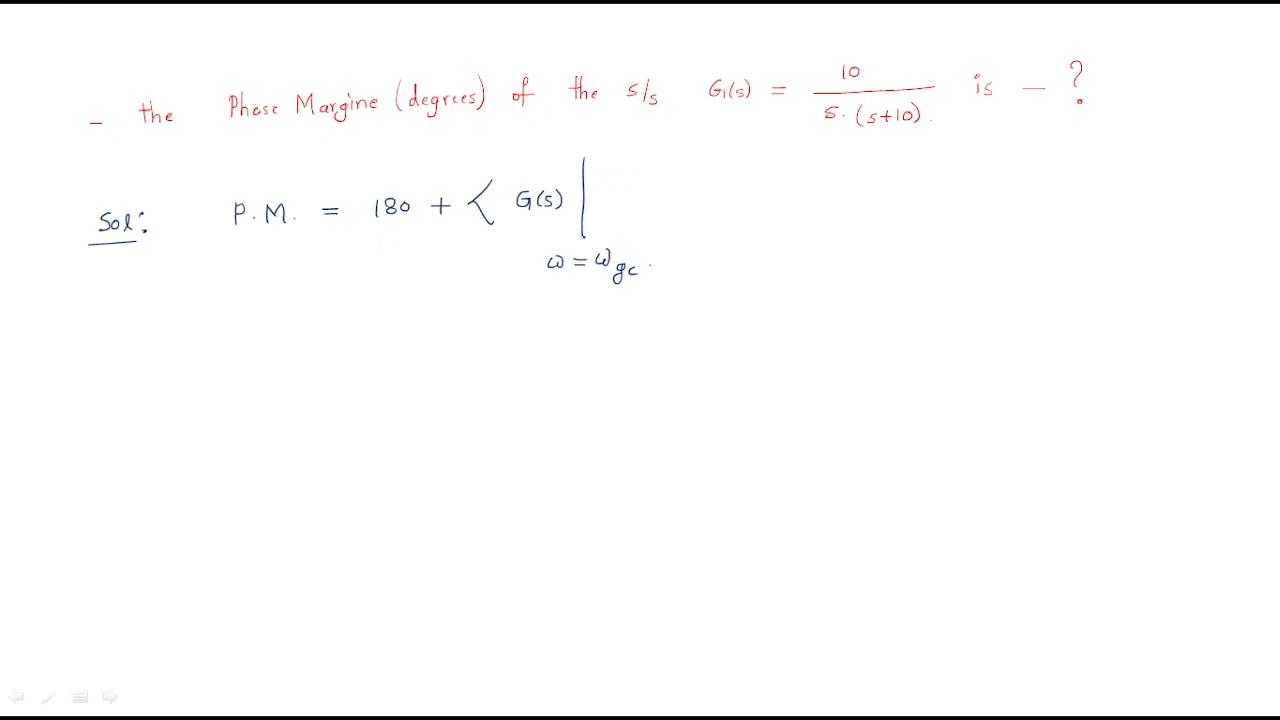 - the Phase Margine (degrees) of the s/s G(s) = 10 / s. (s+10). is - ?
Sol: P.M. = 180 + < G(s) |
ω = ωgc.